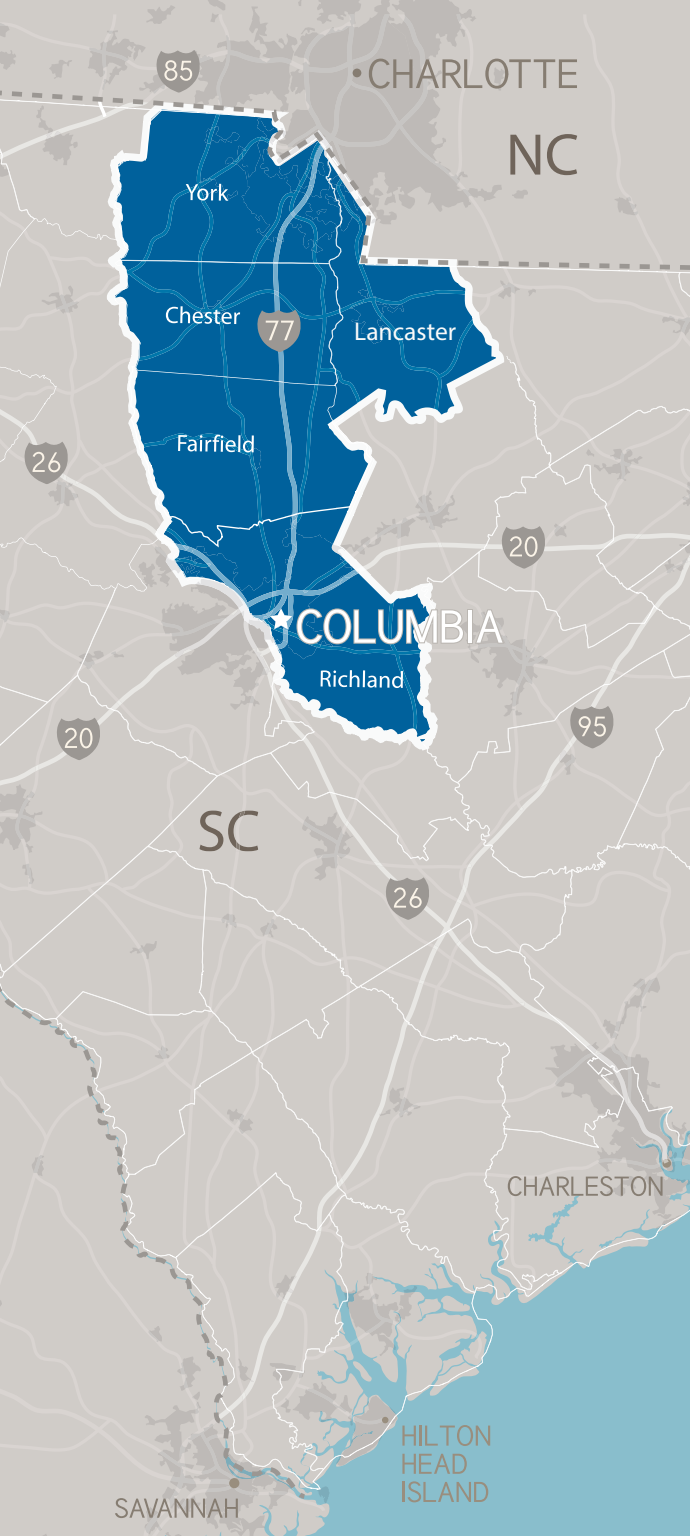 85
CHARLOTTE
NC
York
Chester
77
Lancaster
Fairfield
26
20
COLUMBIA
Richland
95
20
SC
26
CHARLESTON
HILTON
HEAD
ISLAND
SAVANNAH